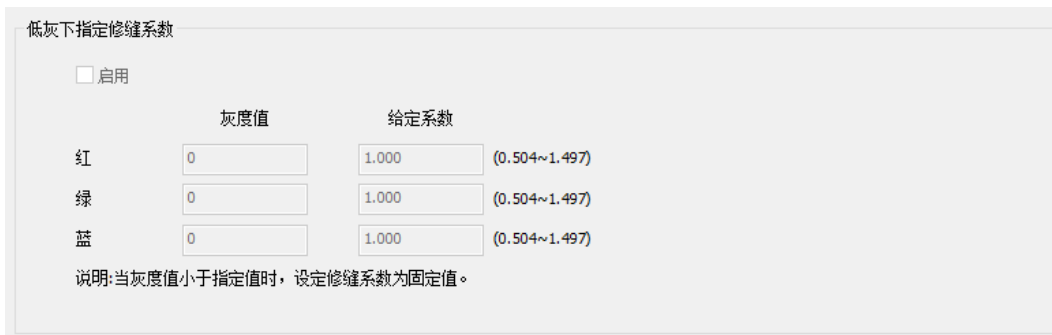 低灰下指定修缝系数
启用
灰度值 给定系数
红 0 1.000 (0.504~1.497)
绿 0 1.000 (0.504~1.497)
蓝 0 1.000 (0.504~1.497)
说明:当灰度值小于指定值时，设定修缝系数为固定值。